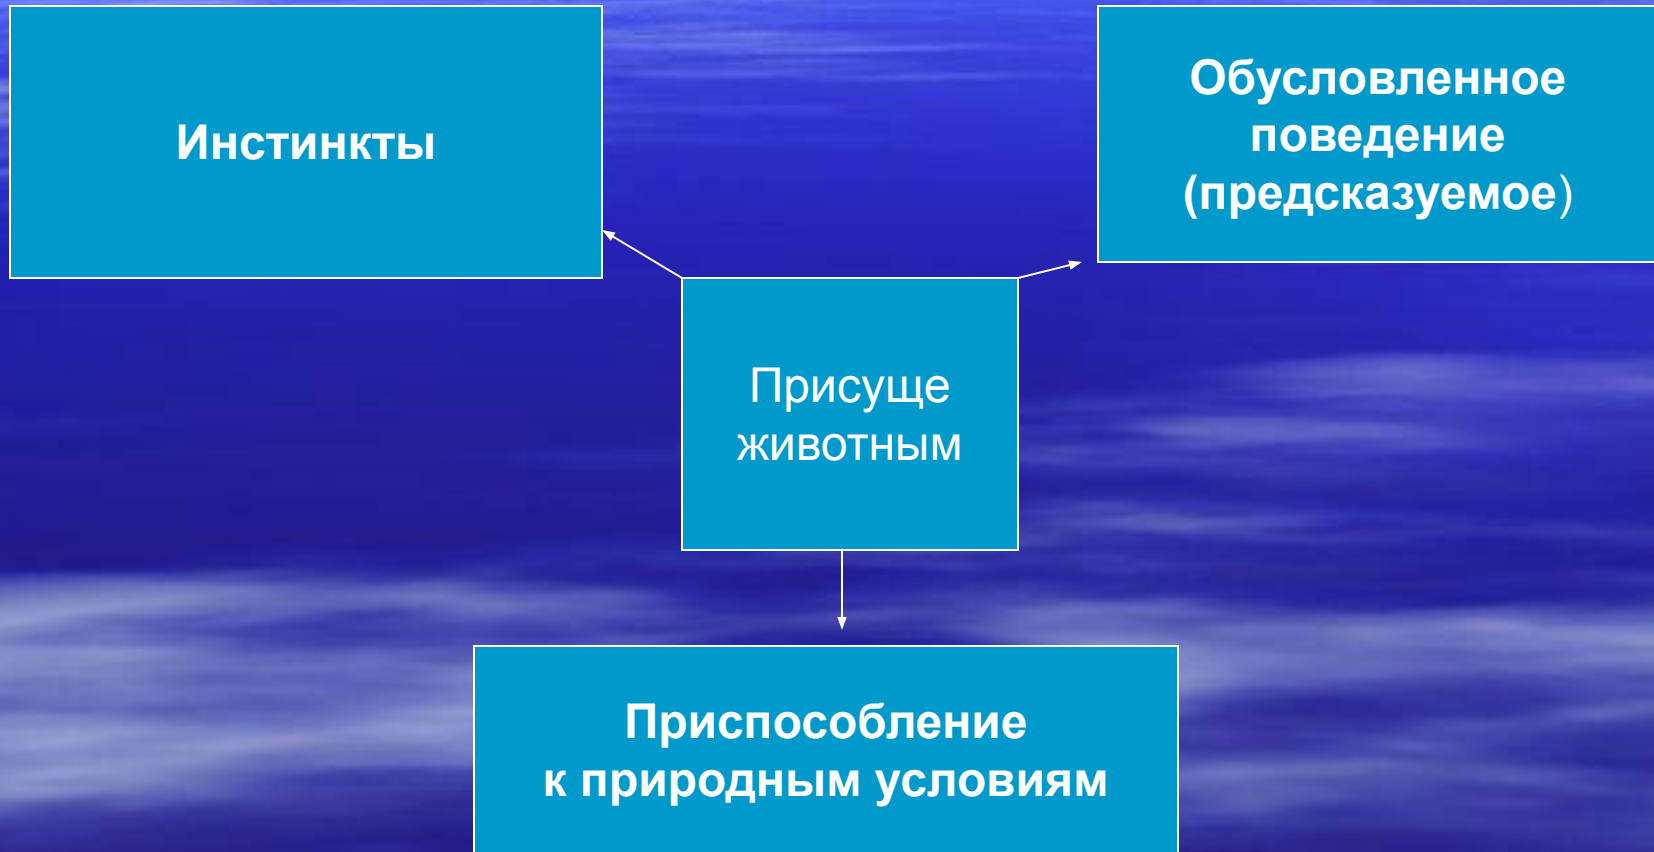 Инстинкты
Обусловленное
поведение
(предсказуемое)
Присуще
животным
Приспособление
к природным условиям